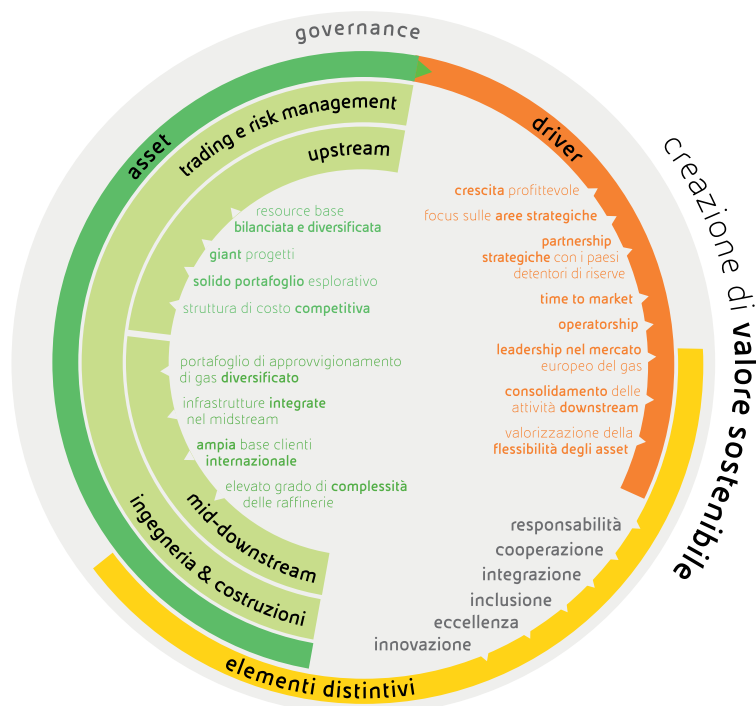 governance
asset
trading e risk management
upstream
resource base
bilanciata e diversificata
giant progetti
solido portafoglio esplorativo
struttura di costo competitiva
portafoglio di approvvigionamento
di gas diversificato
infrastrutture integrate
nel midstream
ampia base clienti
internazionale
elevato grado di complessità
delle raffinerie
mid-downstream
ingegneria & costruzioni
driver
crescita profittevole
focus sulle aree strategiche
partnership
strategiche con i paesi
detentori di riserve
time to market
operatorship
leadership nel mercato
europeo del gas
consolidamento delle
attività downstream
valorizzazione della
flessibilità degli asset
responsabilità
cooperazione
integrazione
inclusione
eccellenza
innovazione
elementi distintivi
creazione di valore sostenibile